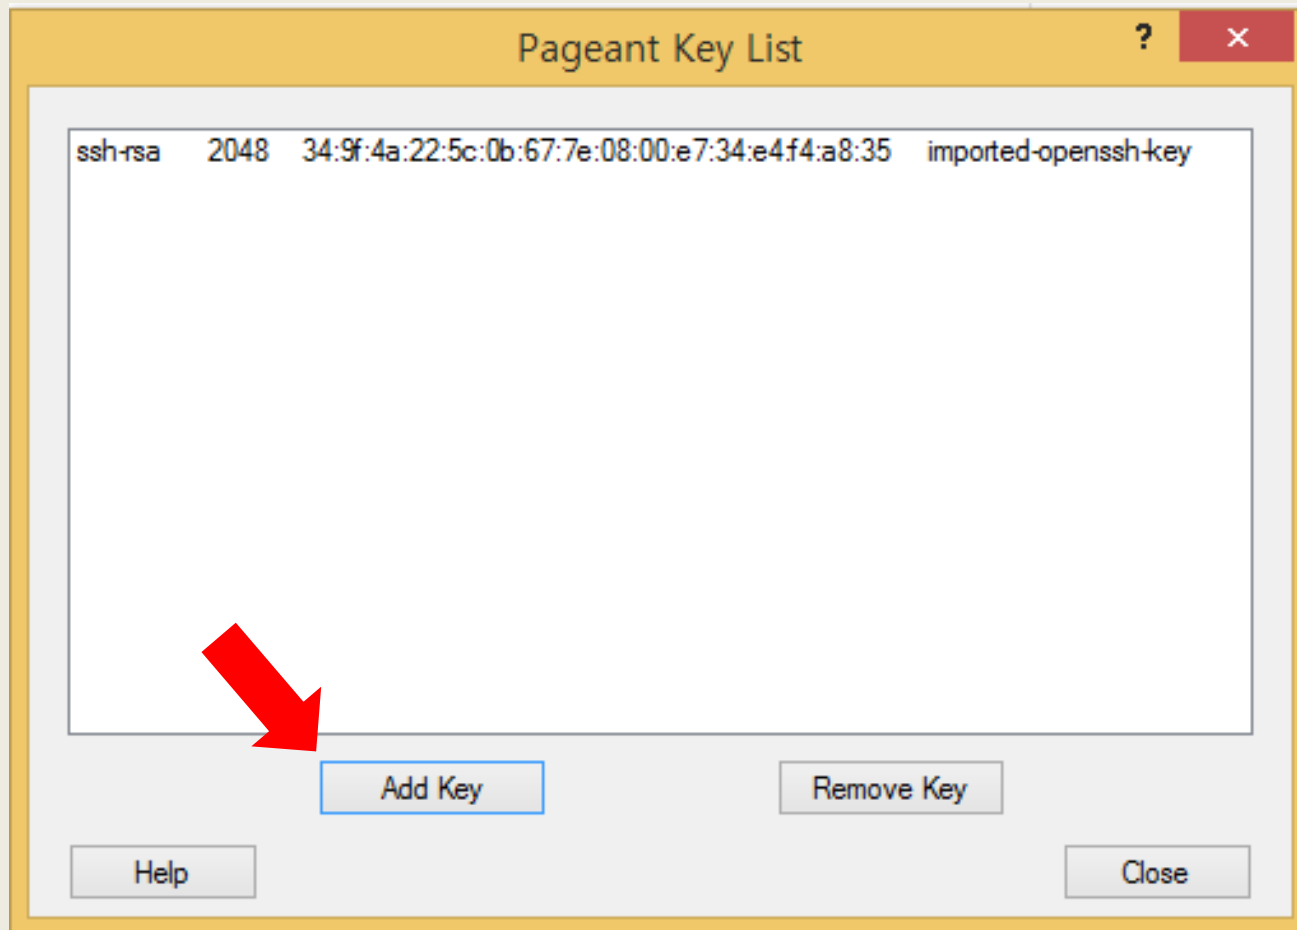 Pageant Key List
?
ssh-rsa 2048 34:9f:4a:22:5c:0b:67:7e:08:00:e7:34:e4:f4:a8:35 imported-openssh-key
Add Key Remove Key
Help Close